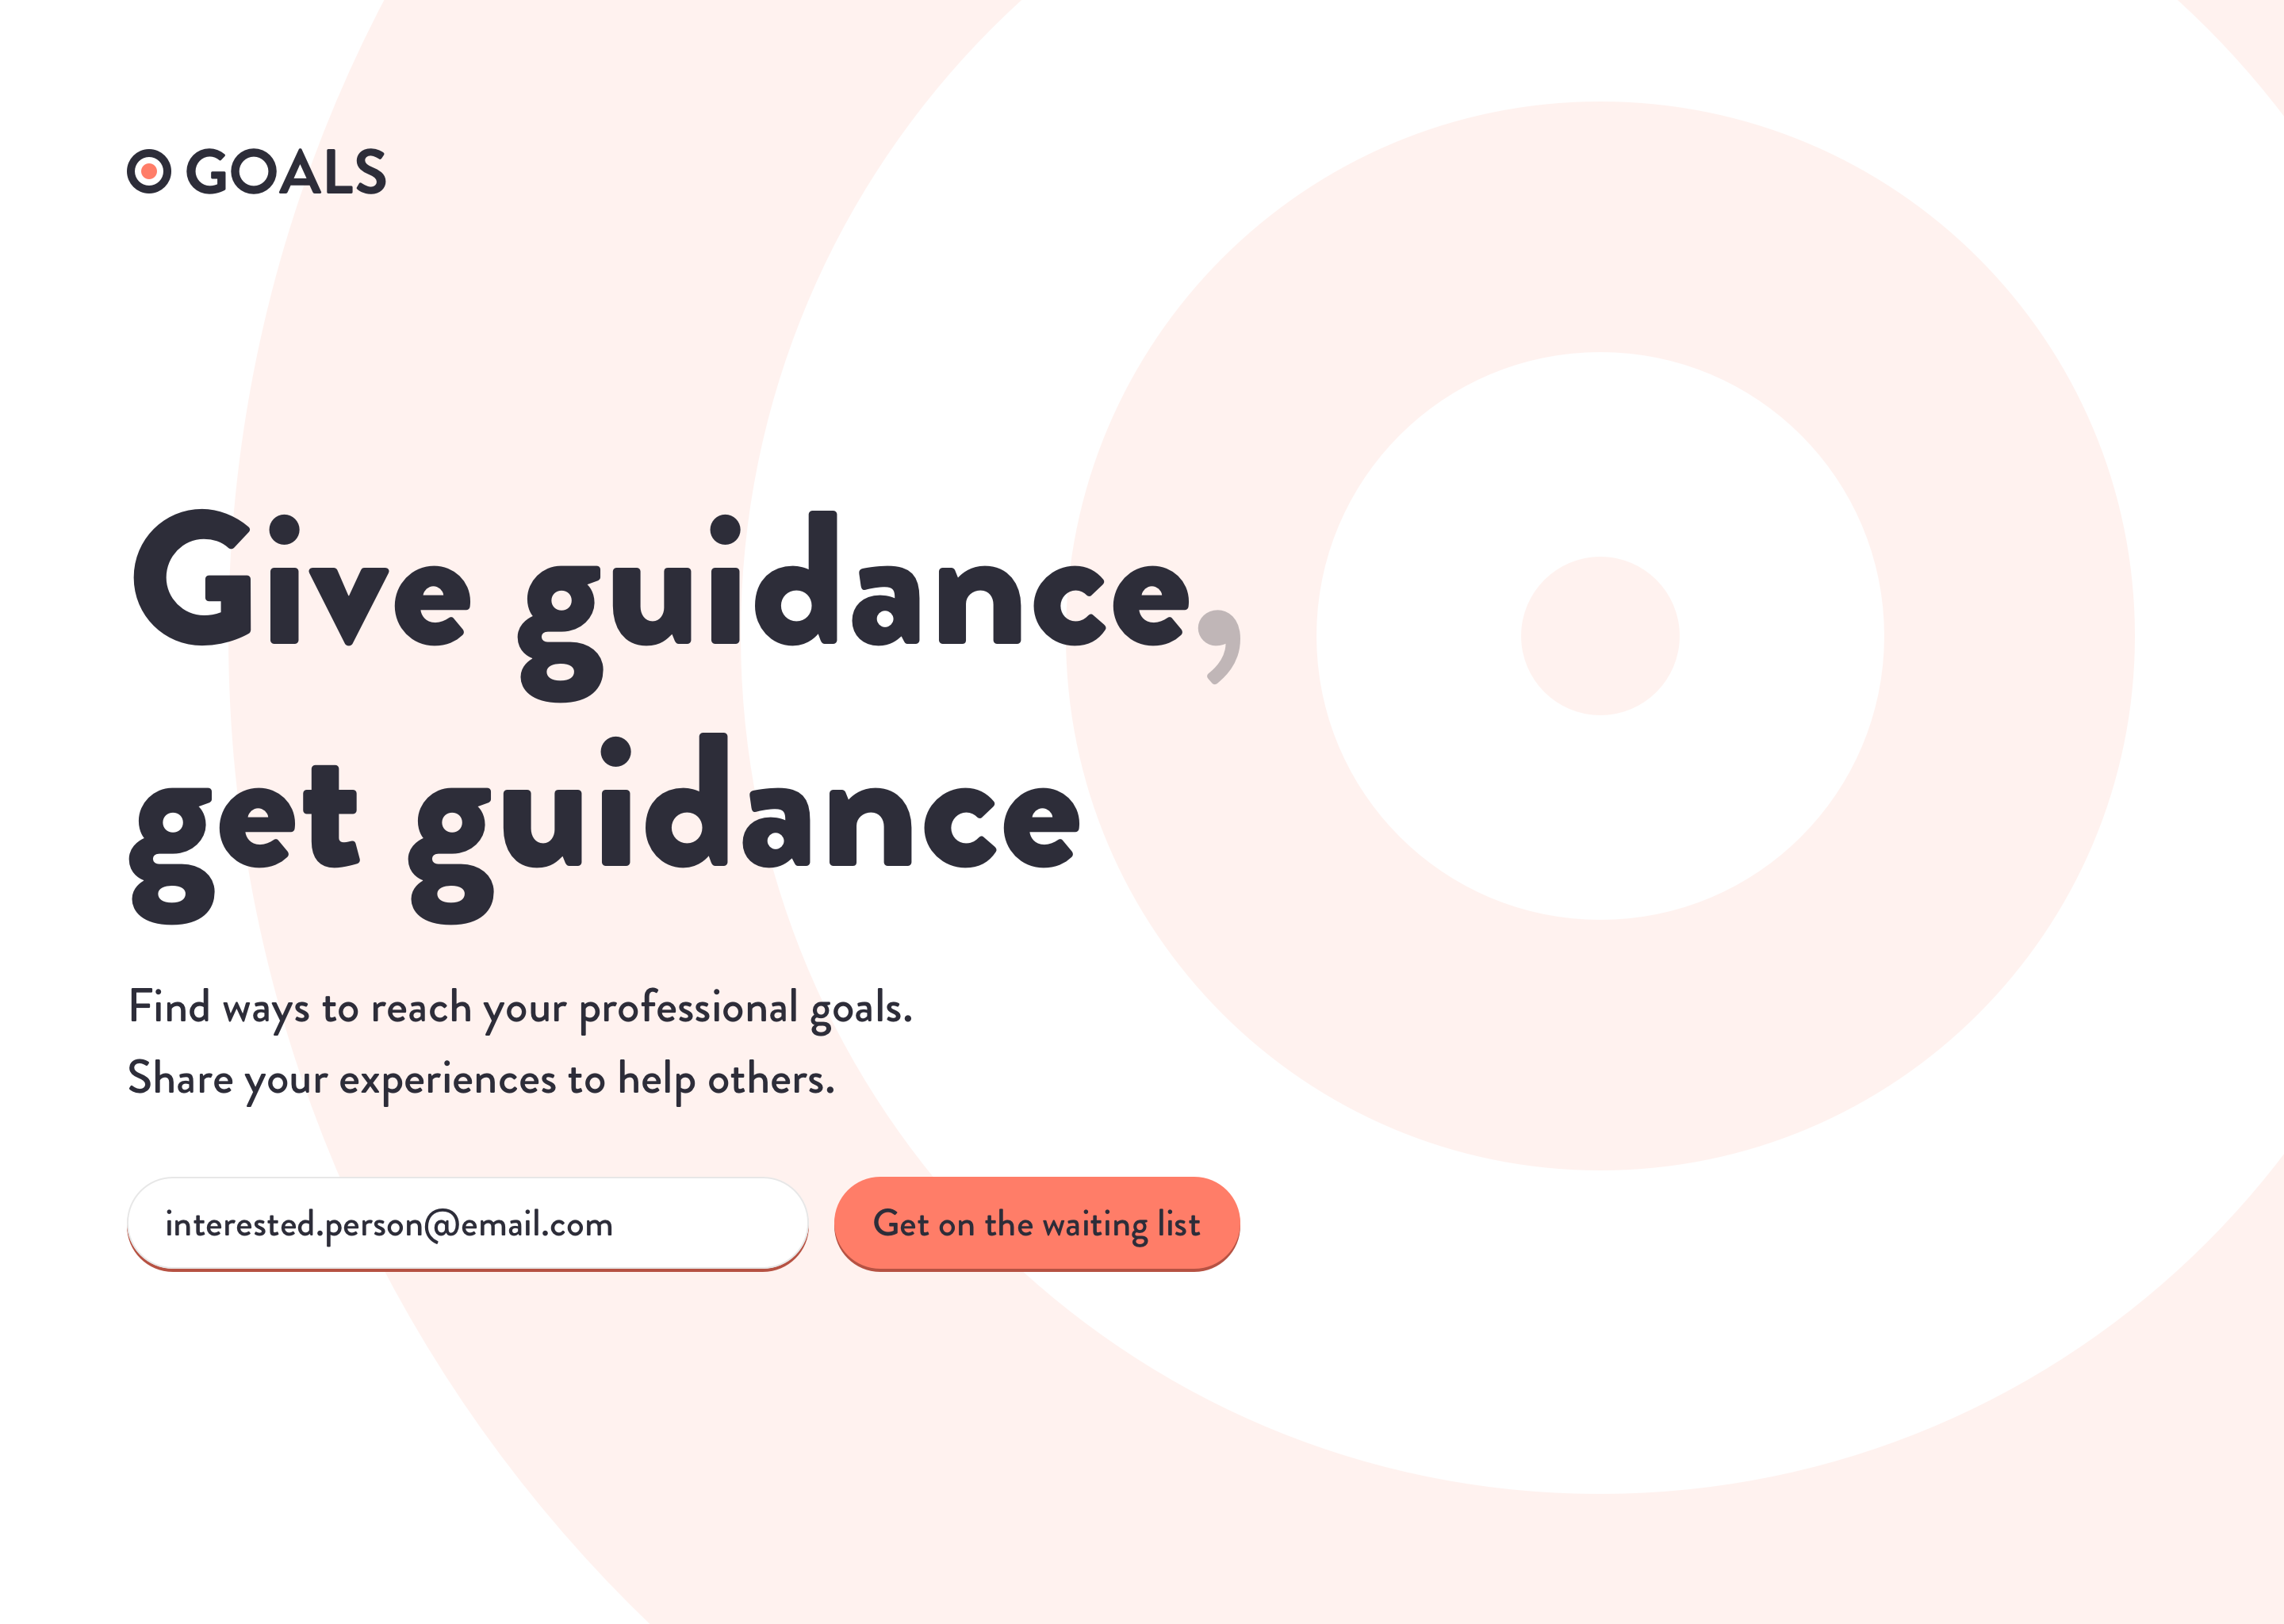 GOALS
Give guidance,
get guidance
Find ways to reach your professional goals.
Share your experiences to help others.
interested.person@email.com
Get on the waiting list